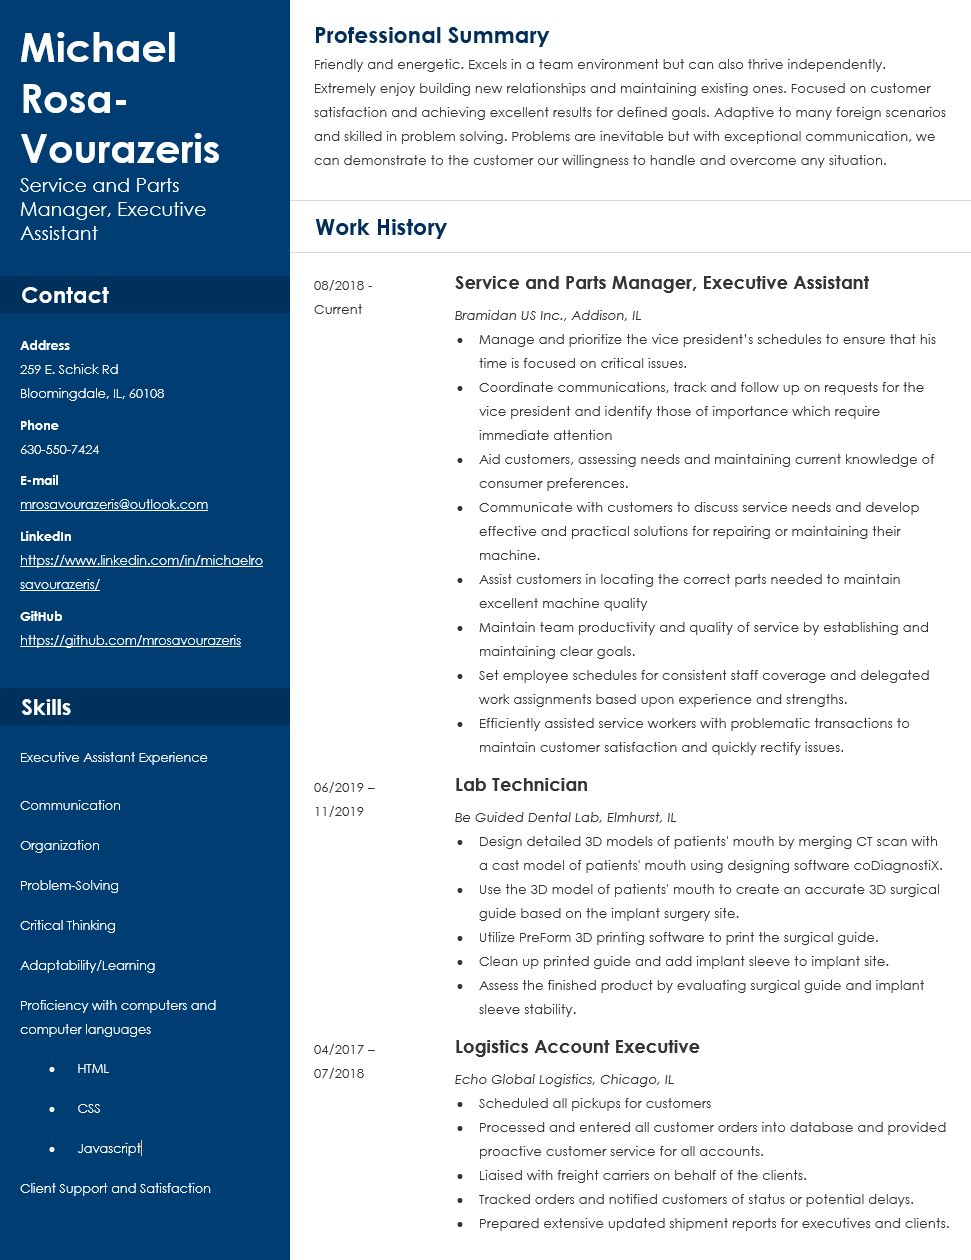 Michael
Rosa-
Vourazeris
Service and Parts
Manager, Executive
Assistant
Contact
Address
259 E. Schick Rd
Bloomingdale, IL, 60108
Phone
630-550-7424
E-mail
mrosavourazeris@outlook.com
LinkedIn
https://www.linkedin.com/in/michaelro
savourazeris/
GitHub
https://github.com/mrosavourazeris
Skills
Executive Assistant Experience
Communication
Organization
Problem-Solving
Critical Thinking
Adaptability/Learning
Proficiency with computers and
computer languages
• HTML
• CSS
• Javascript
Client Support and Satisfaction
Professional Summary
Friendly and energetic. Excels in a team environment but can also thrive independently.
Extremely enjoy building new relationships and maintaining existing ones. Focused on customer
satisfaction and achieving excellent results for defined goals. Adaptive to many foreign scenarios
and skilled in problem solving. Problems are inevitable but with exceptional communication, we
can demonstrate to the customer our willingness to handle and overcome any situation.
Work History
08/2018 -
Current
Service and Parts Manager, Executive Assistant
Bramidan US Inc., Addison, IL
• Manage and prioritize the vice president’s schedules to ensure that his
time is focused on critical issues.
• Coordinate communications, track and follow up on requests for the
vice president and identify those of importance which require
immediate attention
• Aid customers, assessing needs and maintaining current knowledge of
consumer preferences.
• Communicate with customers to discuss service needs and develop
effective and practical solutions for repairing or maintaining their
machine.
• Assist customers in locating the correct parts needed to maintain
excellent machine quality
• Maintain team productivity and quality of service by establishing and
maintaining clear goals.
• Set employee schedules for consistent staff coverage and delegated
work assignments based upon experience and strengths.
• Efficiently assisted service workers with problematic transactions to
maintain customer satisfaction and quickly rectify issues.
06/2019 –
11/2019
Lab Technician
Be Guided Dental Lab, Elmhurst, IL
• Design detailed 3D models of patients' mouth by merging CT scan with
a cast model of patients' mouth using designing software coDiagnostiX.
• Use the 3D model of patients' mouth to create an accurate 3D surgical
guide based on the implant surgery site.
• Utilize PreForm 3D printing software to print the surgical guide.
• Clean up printed guide and add implant sleeve to implant site.
• Assess the finished product by evaluating surgical guide and implant
sleeve stability.
04/2017 –
07/2018
Logistics Account Executive
Echo Global Logistics, Chicago, IL
• Scheduled all pickups for customers
• Processed and entered all customer orders into database and provided
proactive customer service for all accounts.
• Liaised with freight carriers on behalf of the clients.
• Tracked orders and notified customers of status or potential delays.
• Prepared extensive updated shipment reports for executives and clients.